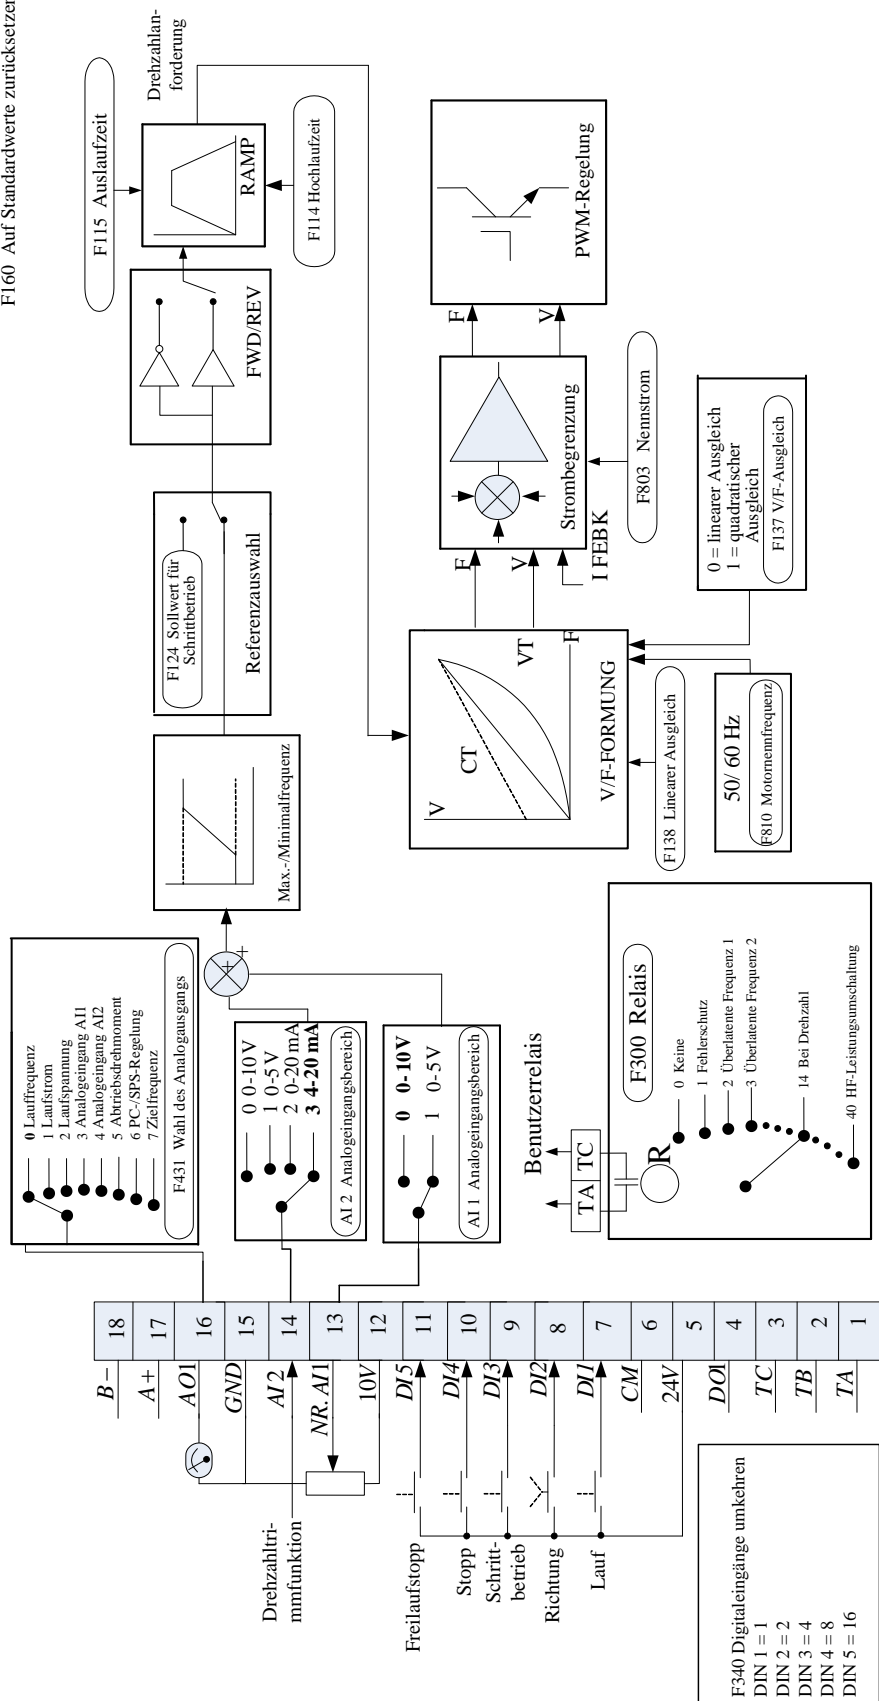 F160 Auf Standardwerte zurücksetzen
0 Lauffrequenz
1 Laufstrom
2 Laufspannung
3 Analogeingang AI1
4 Analogeingang AI2
5 Abtriebsdrehmoment
6 PC-/SPS-Regelung
7 Zielfrequenz
F431 Wahl des Analogausgangs
0 0-10 V
1 0-5 V
2 0-20 mA
3 4-20 mA
AI 2 Analogeingangsbereich
0 0-10V
1 0-5V
AI 1 Analogeingangsbereich
+
+
Max.-/Minimalfrequenz
F124 Sollwert für
Schrittbetrieb
Referenzauswahl
FWD/REV
F115 Auslaufzeit
RAMP
F114 Hochlaufzeit
Drehzahlan-
forderung
V
CT
VT
F
V/F-FORMUNG
F138 Linearer Ausgleich
50/ 60 Hz
F810 Motornennfrequenz
0 = linearer Ausgleich
1 = quadratischer
Ausgleich
F137 V/F-Ausgleich
F
V
I FEBK
Strombegrenzung
F803 Nennstrom
F
V
PWM-Regelung
Benutzerrelais
TA
TC
R
F300 Relais
0 Keine
1 Fehlerschutz
2 Überlatente Frequenz 1
3 Überlatente Frequenz 2
14 Bei Drehzahl
40 HF-Leistungsumschaltung
B – 18
A+ 17
AO1 16
GND 15
AI2 14
NR. AI1 13
10V 12
DI5 11
DI4 10
DI3 9
DI2 8
DI1 7
CM 6
24V 5
DO1 4
TC 3
TB 2
TA 1
Drehzahltri-
mmfunktion
Freilaufstopp
Stopp
Schritt-
betrieb
Richtung
Lauf
F340 Digitaleingänge umkehren
DIN 1 = 1
DIN 2 = 2
DIN 3 = 4
DIN 4 = 8
DIN 5 = 16